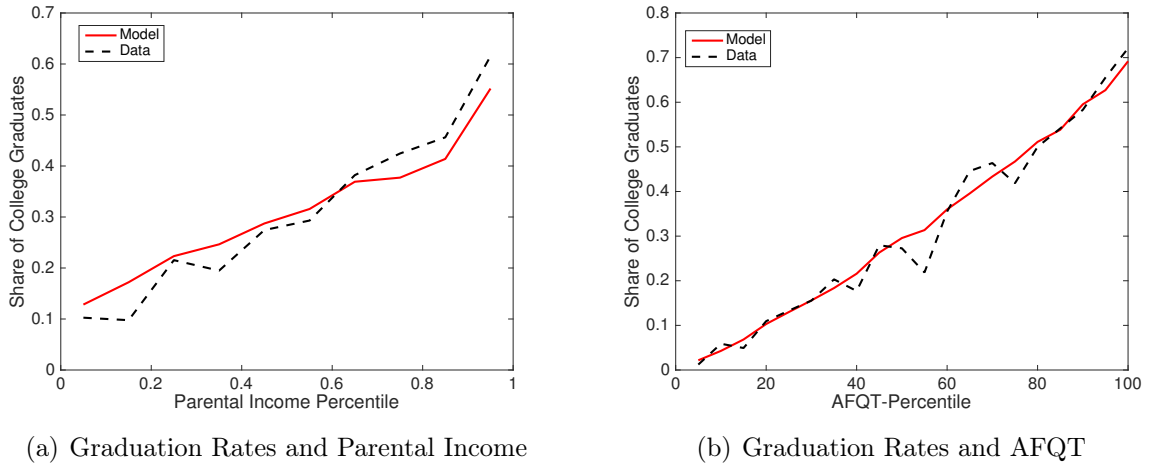 0.7
0.6
0.5
0.4
0.3
0.2
0.1
0
0 0.2 0.4 0.6 0.8 1
Share of College Graduates
Parental Income Percentile
Model
Data
(a) Graduation Rates and Parental Income
0.8
0.7
0.6
0.5
0.4
0.3
0.2
0.1
0
0 20 40 60 80 100
Share of College Graduates
AFQT-Percentile
Model
Data
(b) Graduation Rates and AFQT